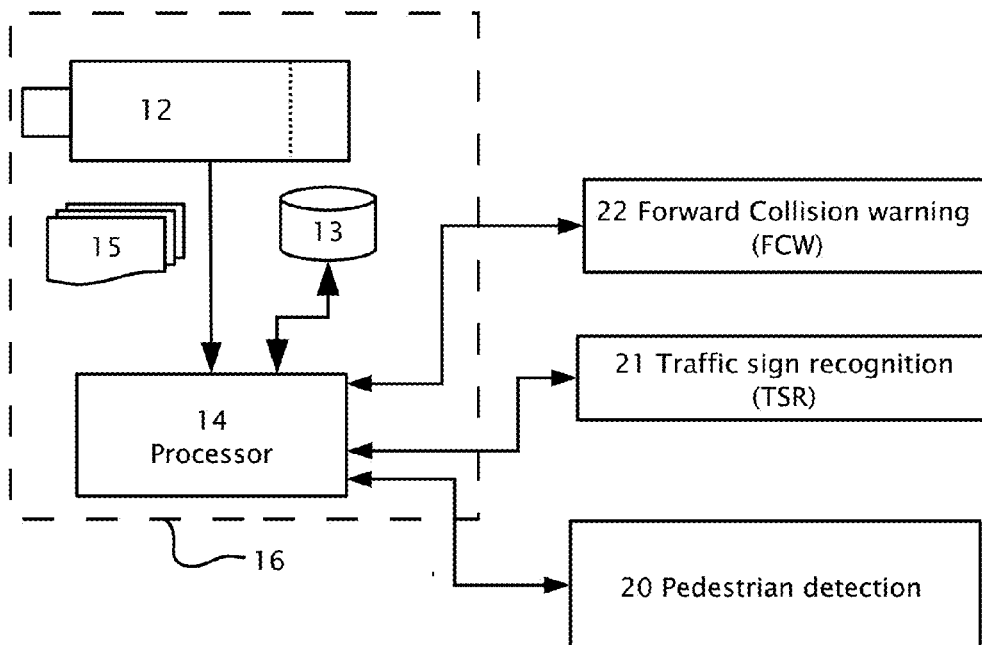 12
15
13
22 Forward Collision warning
(FCW)
21 Traffic sign recognition
(TSR)
14
Processor
16
20 Pedestrian detection